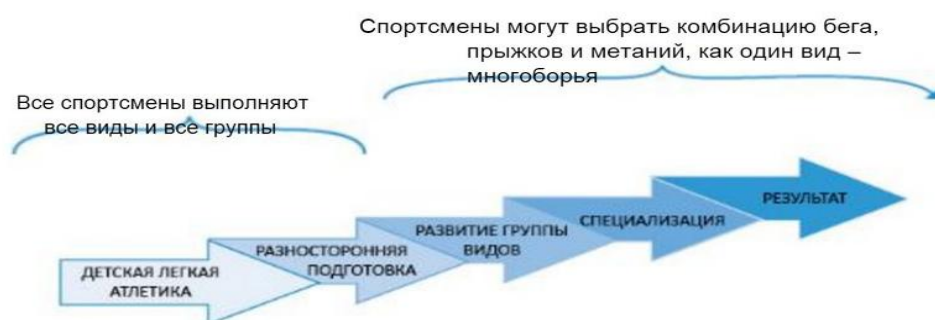 Спортсмены могут выбрать комбинацию бега,
прыжков и метаний, как один вид –
многоборья
Все спортсмены выполняют
все виды и все группы
ДЕТСКАЯ ЛЕГКАЯ
АТЛЕТИКА
РАЗНОСТОРОННЯЯ
ПОДГОТОВКА
РАЗВИТИЕ ГРУППЫ
ВИДОВ
СПЕЦИАЛИЗАЦИЯ
РЕЗУЛЬТАТ